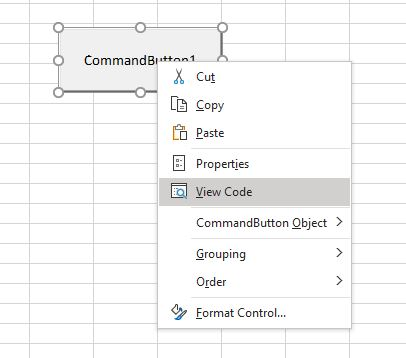 CommandButton1
Cut
Copy
Paste
Properties
View Code
CommandButton Object
Grouping
Order
Format Control...